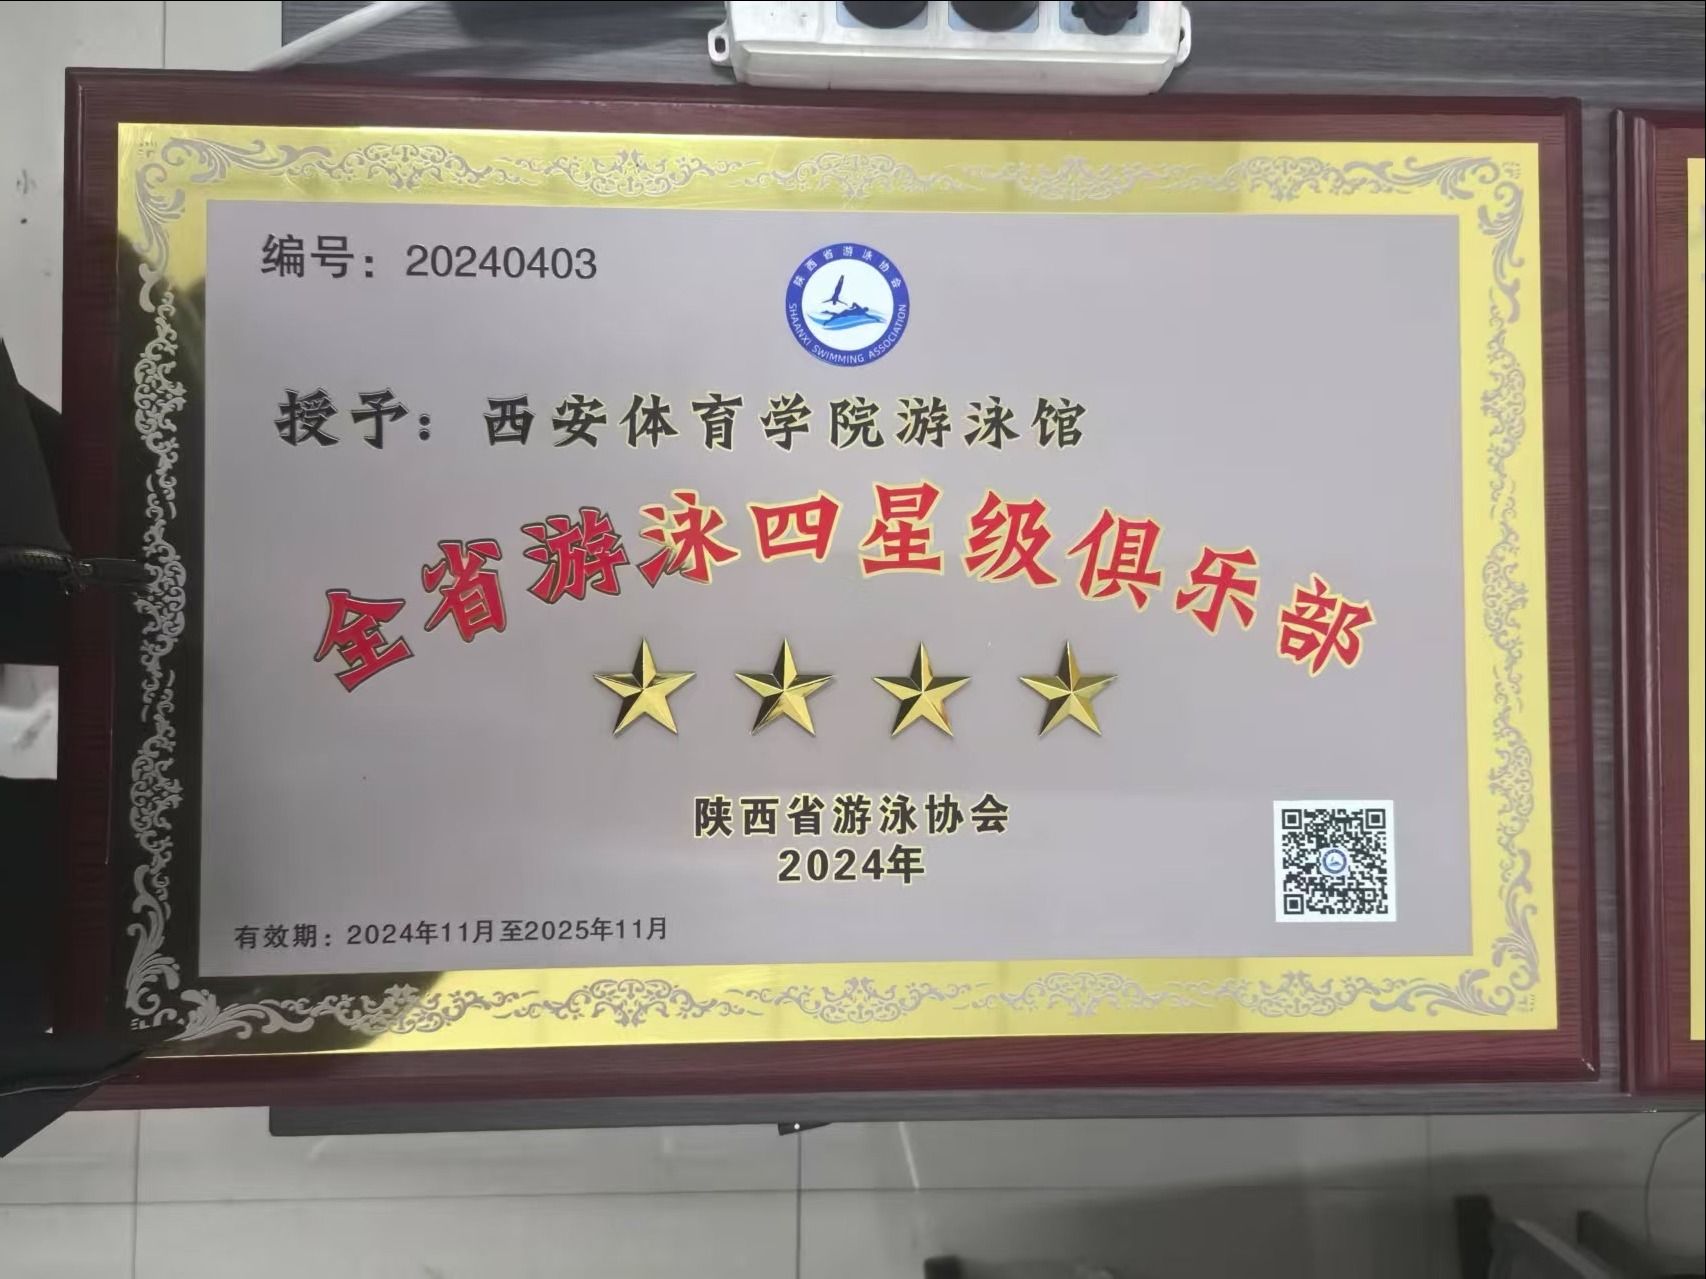 编号：20240403
陕西省游泳协会
SHAANXI SWIMMING ASSOCIATION
授予：西安体育学院游泳馆
全省游泳四星级俱乐部
陕西省游泳协会
2024年
有效期：2024年11月至2025年11月